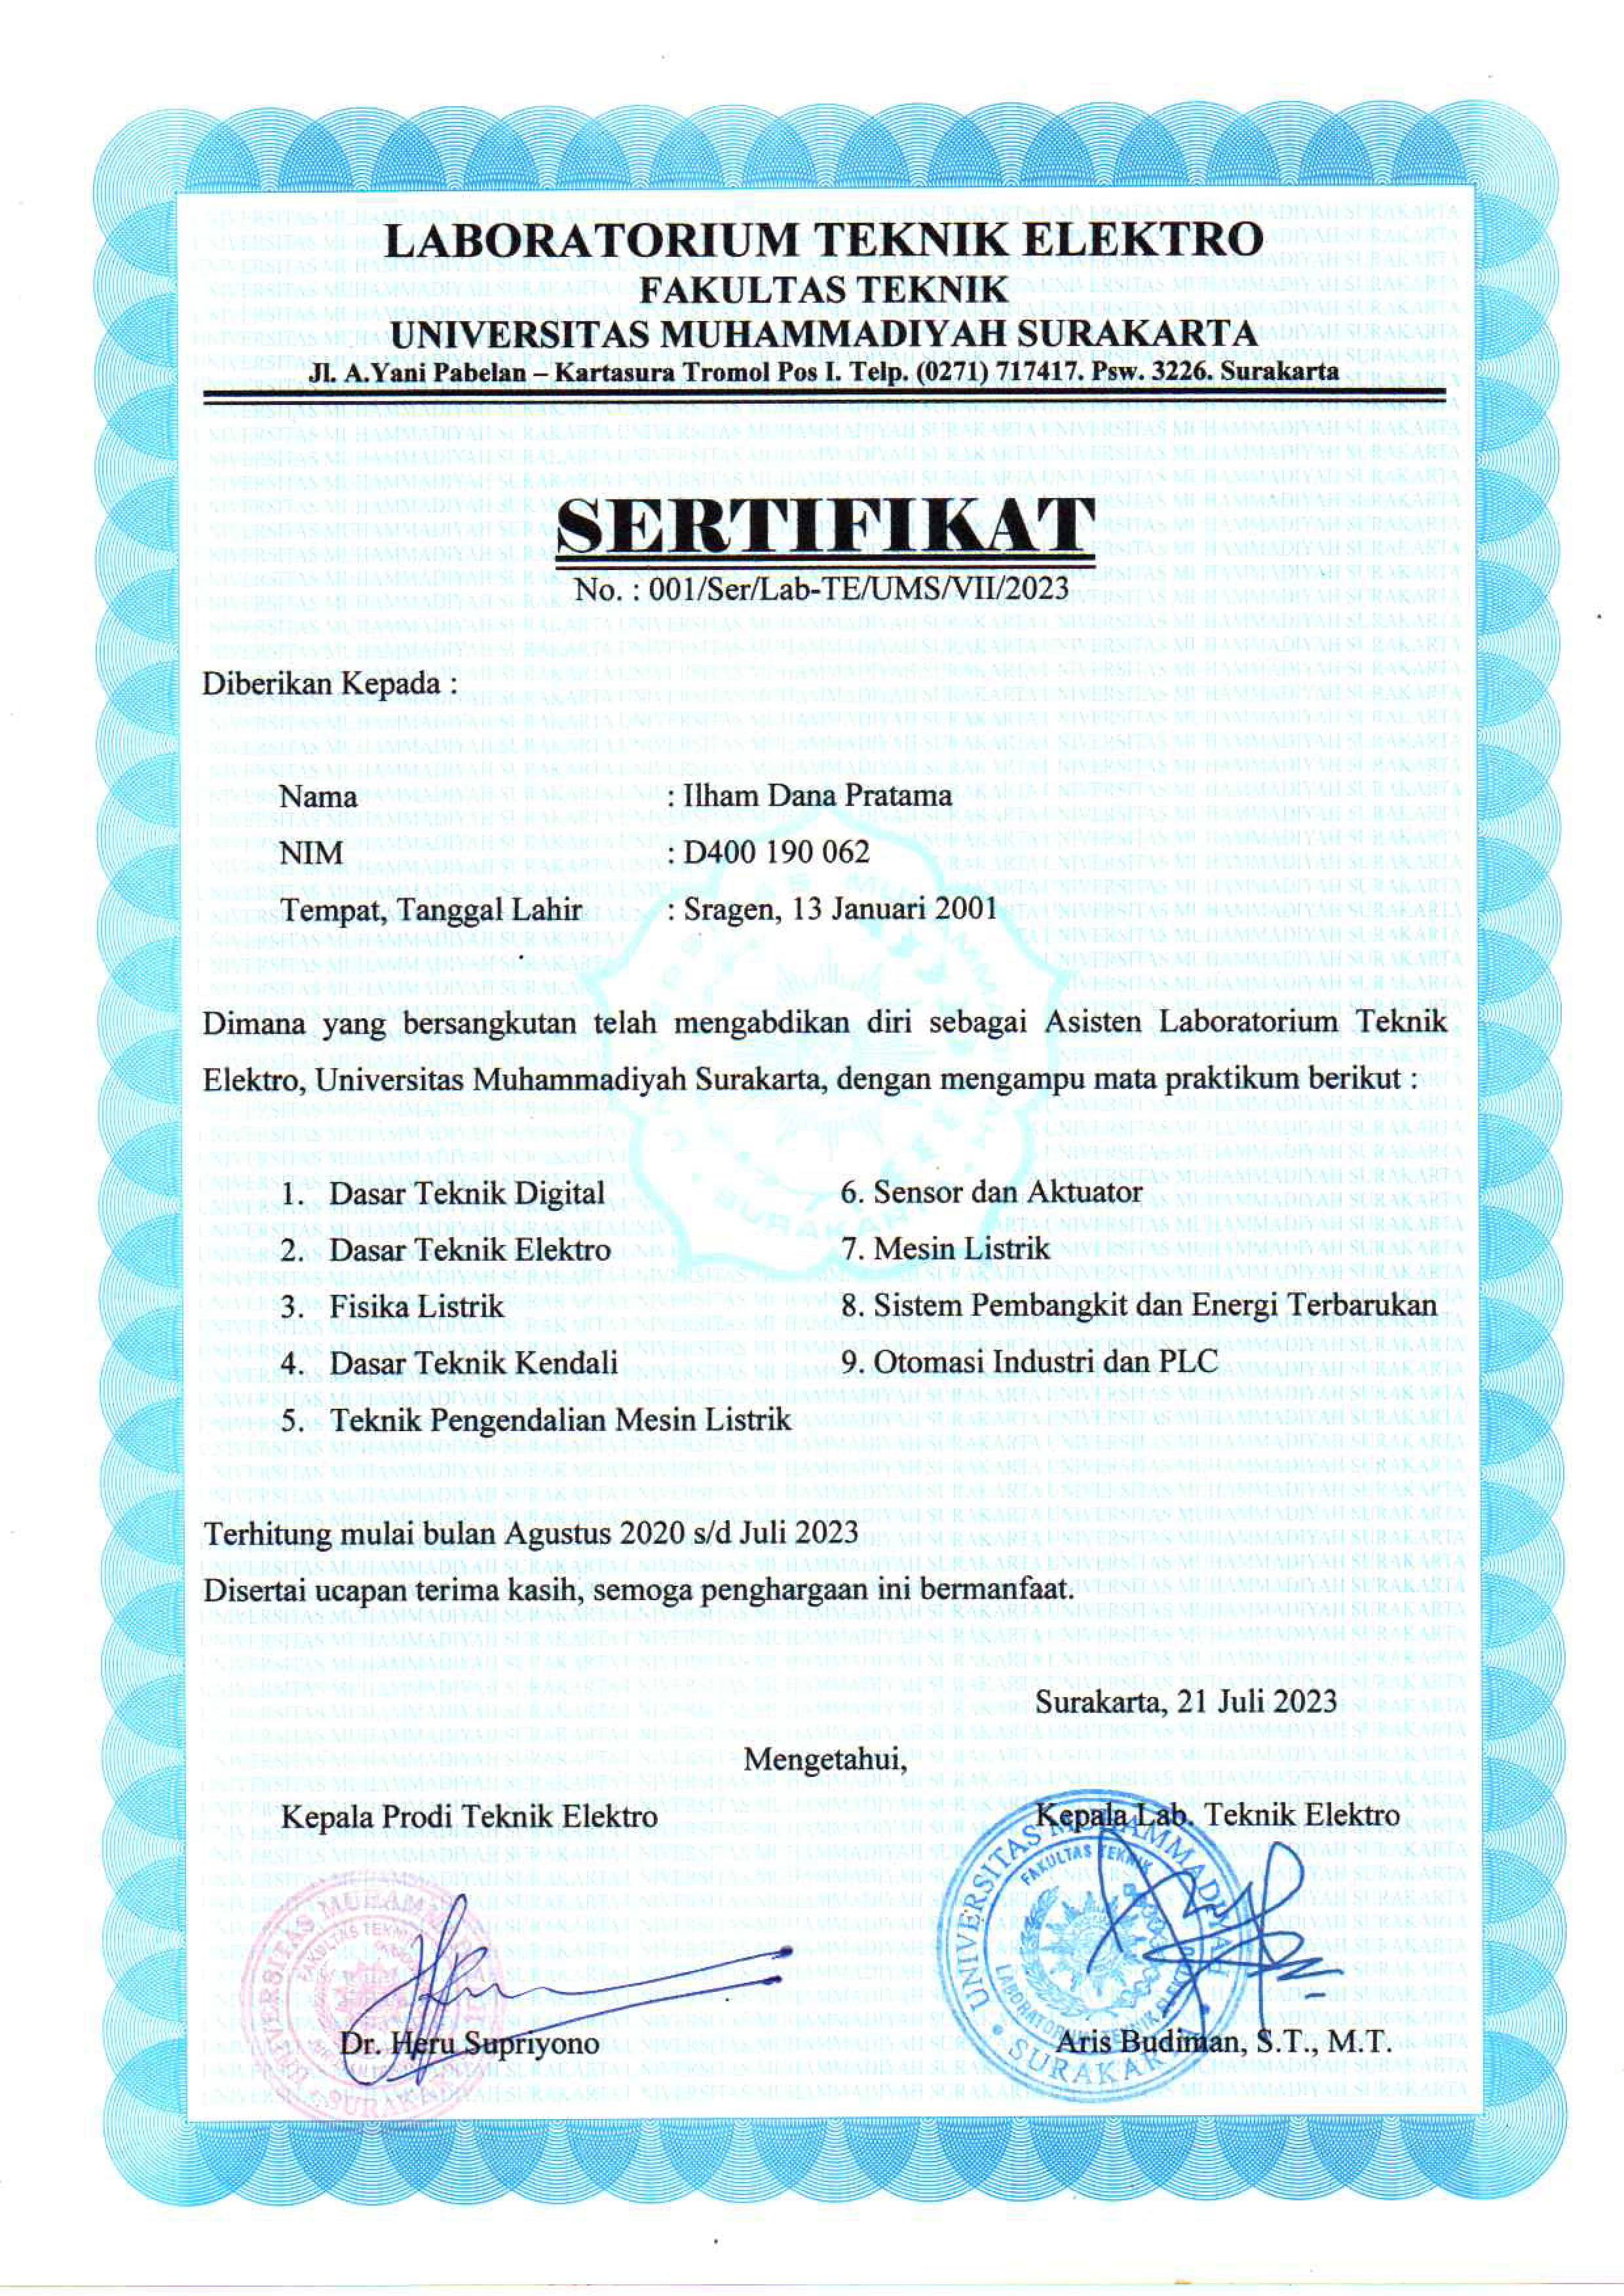 LABORATORIUM TEKNIK ELEKTRO
FAKULTAS TEKNIK
UNIVERSITAS MUHAMMADIYAH SURAKARTA
Jl. A.Yani Pabelan – Kartasura Tromol Pos I. Telp. (0271) 717417. Psw. 3226. Surakarta
SERTIFIKAT
No. : 001/Ser/Lab-TE/UMS/VII/2023
Diberikan Kepada :
Nama : Ilham Dana Pratama
NIM : D400 190 062
Tempat, Tanggal Lahir : Sragen, 13 Januari 2001
Dimana yang bersangkutan telah mengabdikan diri sebagai Asisten Laboratorium Teknik
Elektro, Universitas Muhammadiyah Surakarta, dengan mengampu mata praktikum berikut :
1. Dasar Teknik Digital
2. Dasar Teknik Elektro
3. Fisika Listrik
4. Dasar Teknik Kendali
5. Teknik Pengendalian Mesin Listrik
6. Sensor dan Aktuator
7. Mesin Listrik
8. Sistem Pembangkit dan Energi Terbarukan
9. Otomasi Industri dan PLC
Terhitung mulai bulan Agustus 2020 s/d Juli 2023
Disertai ucapan terima kasih, semoga penghargaan ini bermanfaat.
Surakarta, 21 Juli 2023
Mengetahui,
Kepala Prodi Teknik Elektro
Kepala Lab. Teknik Elektro
UNIVERSITAS MUHAMMADIYAH
FAKULTAS TEKNIK
LABORATORIUM TEKNIK
SURAKARTA
Dr. Heru Supriyono
Aris Budiman, S.T., M.T.